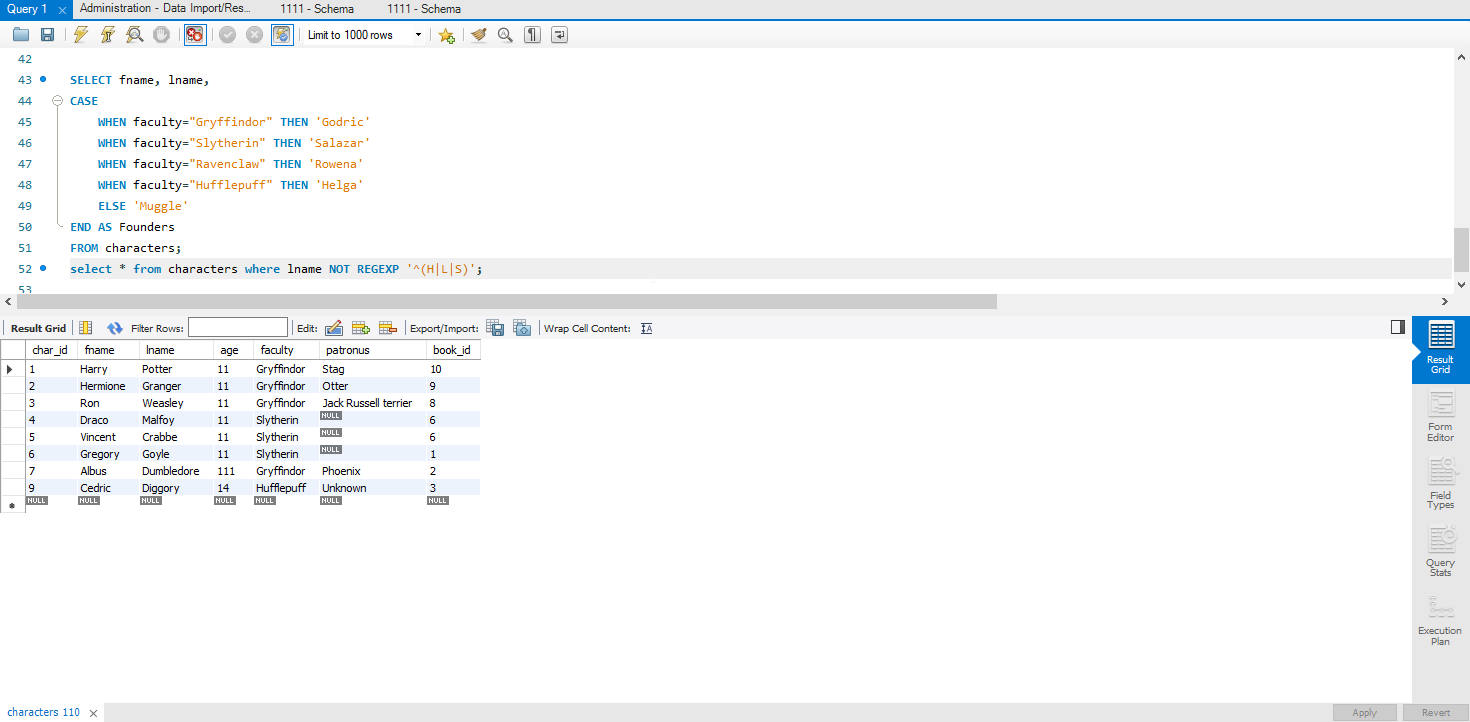 Query 1 Administration - Data Import/Res... 1111 - Schema 1111 - Schema
Limit to 1000 rows
42
43 SELECT fname, lname,
44 CASE
45 WHEN faculty="Gryffindor" THEN 'Godric'
46 WHEN faculty="Slytherin" THEN 'Salazar'
47 WHEN faculty="Ravenclaw" THEN 'Rowena'
48 WHEN faculty="Hufflepuff" THEN 'Helga'
49 ELSE 'Muggle'
50 END AS Founders
51 FROM characters;
52 select * from characters where lname NOT REGEXP '^(H|L|S)';
53
Result Grid Filter Rows: Edit: Export/Import: Wrap Cell Content: IA
char_id fname lname age faculty patronus book_id
1 Harry Potter 11 Gryffindor Stag 10
2 Hermione Granger 11 Gryffindor Otter 9
3 Ron Weasley 11 Gryffindor Jack Russell terrier 8
4 Draco Malfoy 11 Slytherin NULL 6
5 Vincent Crabbe 11 Slytherin NULL 6
6 Gregory Goyle 11 Slytherin NULL 1
7 Albus Dumbledore 111 Gryffindor Phoenix 2
9 Cedric Diggory 14 Hufflepuff Unknown 3
NULL NULL NULL NULL NULL NULL NULL
Result
Grid
Form
Editor
Field
Types
Query
Stats
Execution
Plan
characters 110
Apply Revert